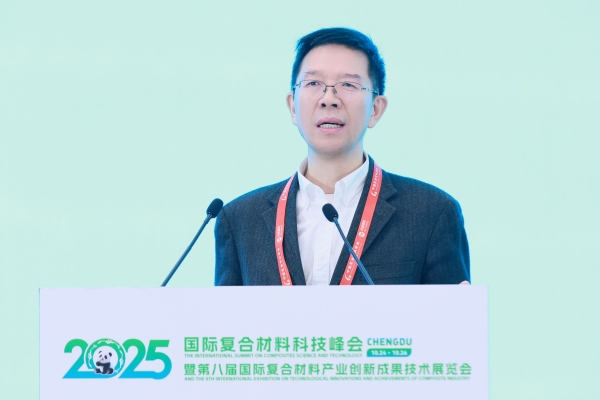 2025
国际复合材料科技峰会
CHENGDU
THE INTERNATIONAL SUMMIT ON COMPOSITES SCIENCE AND TECHNOLOGY
10.24 - 10.26
暨第八届国际复合材料产业创新成果技术展览会
AND THE 8TH INTERNATIONAL EXHIBITION ON TECHNOLOGICAL INNOVATIONS AND ACHIEVEMENTS OF COMPOSITE INDUSTRY